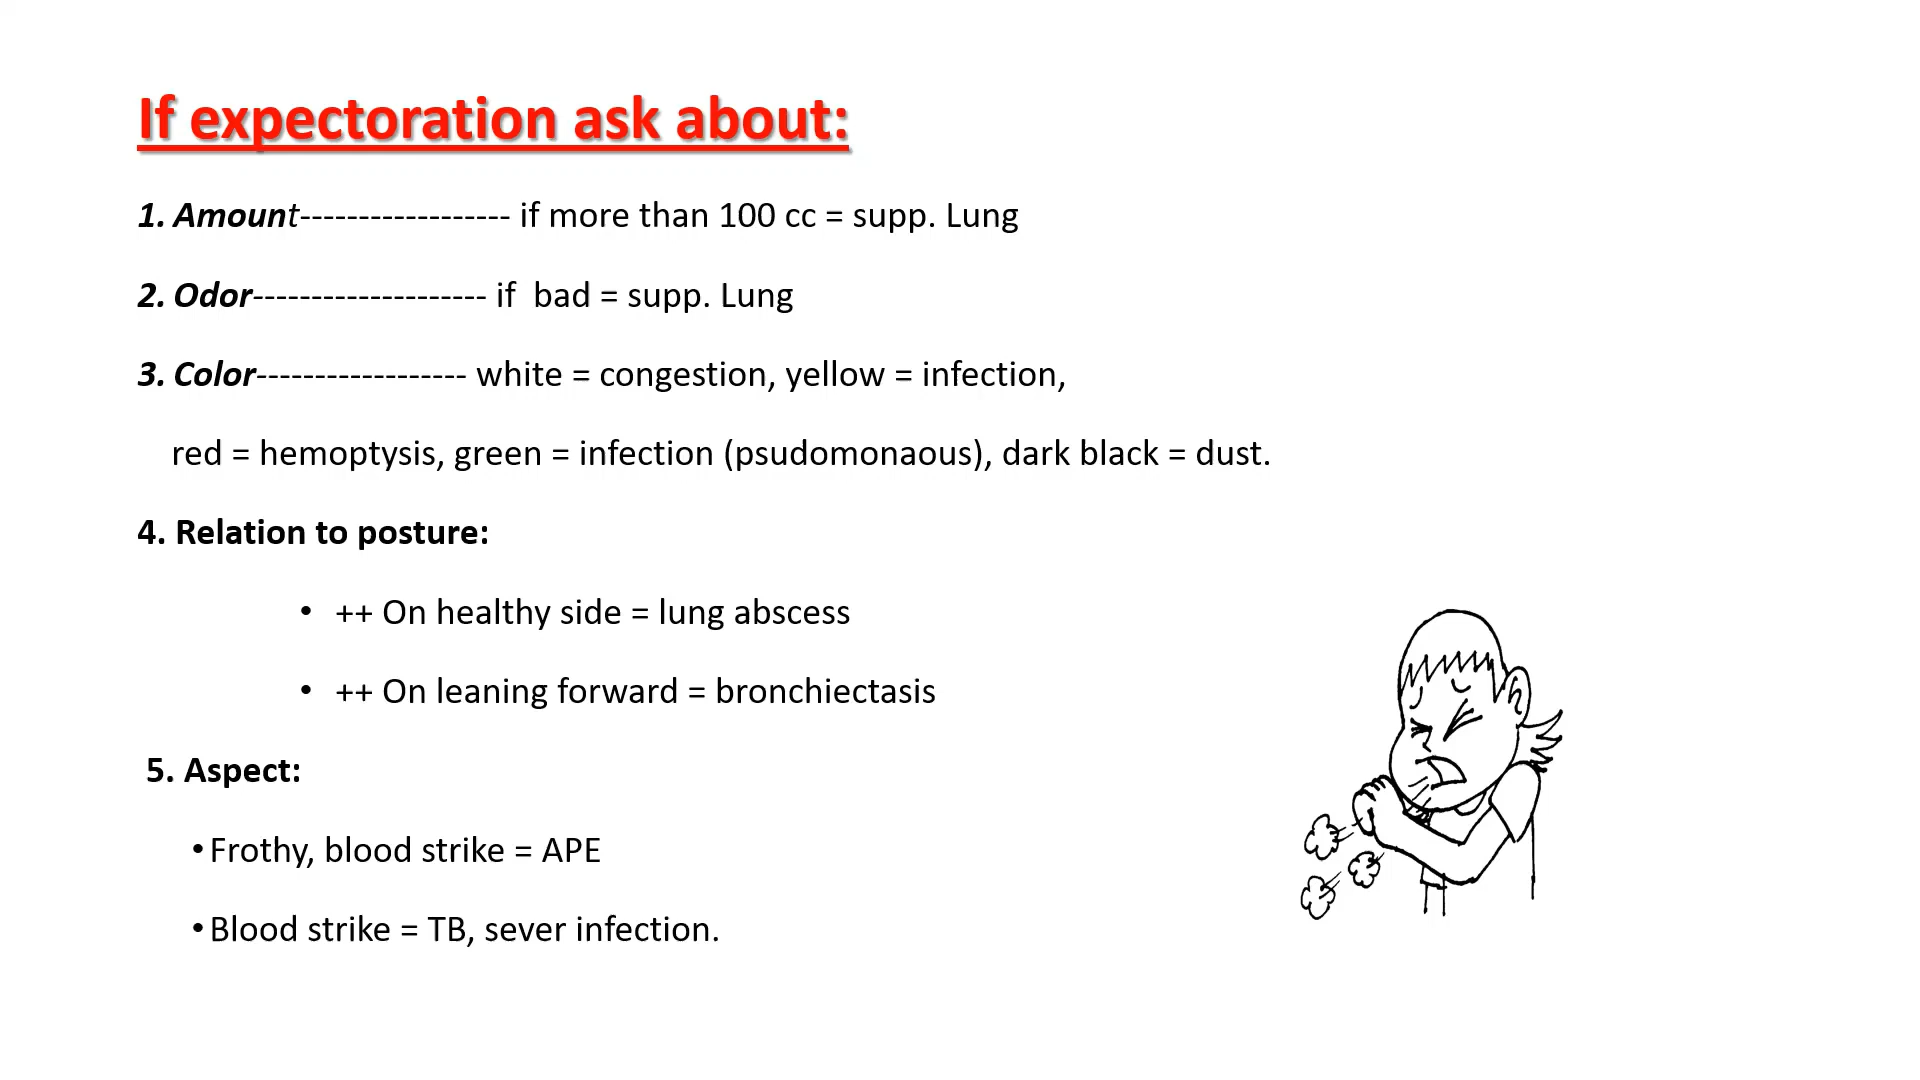 If expectoration ask about:
1. Amount------------------ if more than 100 cc = supp. Lung
2. Odor-------------------- if  bad = supp. Lung
3. Color------------------ white = congestion, yellow = infection,
red = hemoptysis, green = infection (psudomonaous), dark black = dust.
4. Relation to posture:
• ++ On healthy side = lung abscess
• ++ On leaning forward = bronchiectasis
5. Aspect:
• Frothy, blood strike = APE
• Blood strike = TB, sever infection.